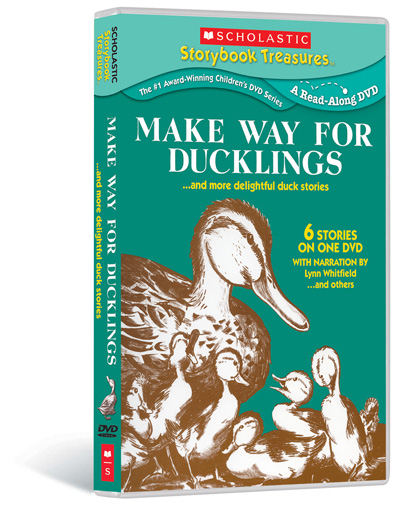 SCHOLASTIC
Storybook Treasures
The #1 Award-Winning Children's DVD Series
A Read-Along DVD
MAKE WAY FOR
DUCKLINGS
...and more delightful duck stories
6 STORIES
ON ONE DVD
WITH NARRATION BY
Lynn Whitfield
...and others
SCHOLASTIC
Storybook
Treasures
MAKE WAY FOR DUCKLINGS
...and more delightful duck stories
DVD
S